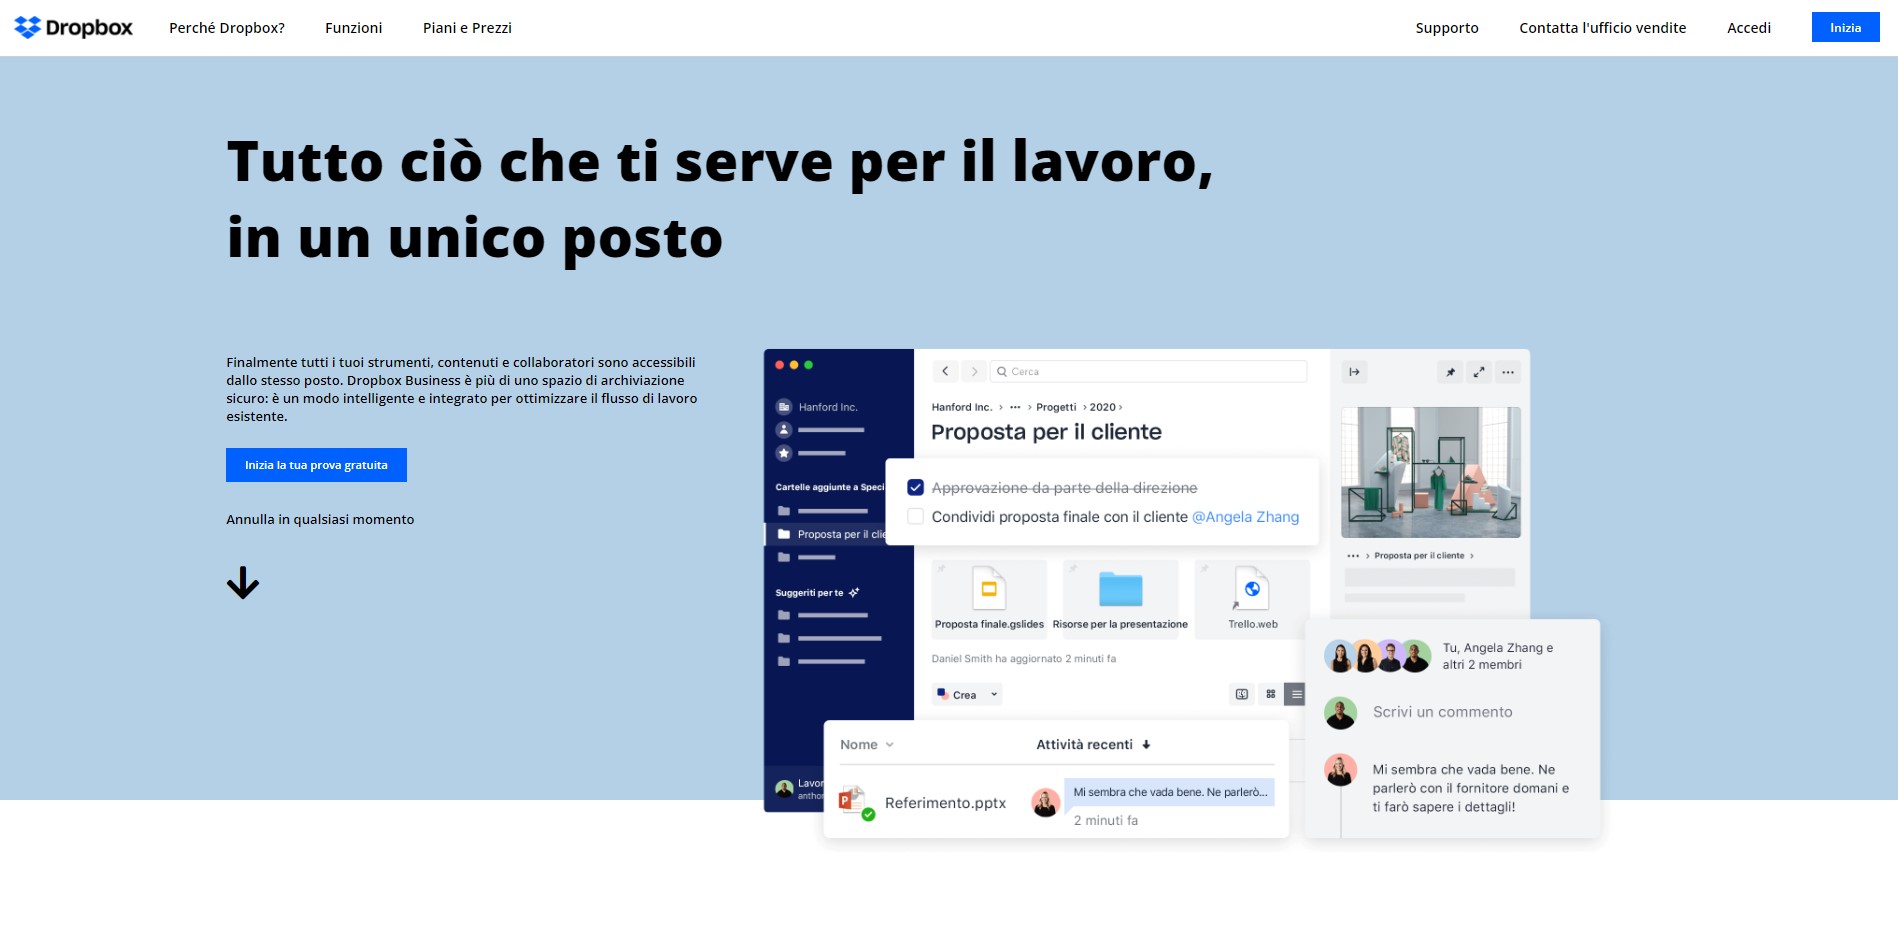 Dropbox
Perché Dropbox?
Funzioni
Piani e Prezzi
Supporto
Contatta l'ufficio vendite
Accedi
Inizia
Tutto ciò che ti serve per il lavoro,
in un unico posto
Finalmente tutti i tuoi strumenti, contenuti e collaboratori sono accessibili
dallo stesso posto. Dropbox Business è più di uno spazio di archiviazione
sicuro: è un modo intelligente e integrato per ottimizzare il flusso di lavoro
esistente.
Inizia la tua prova gratuita
Annulla in qualsiasi momento
Hanford Inc.
Cartelle aggiunte a Speci
Proposta per il clie
Suggeriti per te
Lavor
anthor
Cerca
Hanford Inc. > ••• > Progetti > 2020 >
Proposta per il cliente
Approvazione da parte della direzione
Condividi proposta finale con il cliente @Angela Zhang
Proposta finale.gslides
Risorse per la presentazione
Trello.web
Daniel Smith ha aggiornato 2 minuti fa
Crea
Nome
Attività recenti
Referimento.pptx
Mi sembra che vada bene. Ne parlerò...
2 minuti fa
••• > Proposta per il cliente >
Tu, Angela Zhang e
altri 2 membri
Scrivi un commento
Mi sembra che vada bene. Ne
parlerò con il fornitore domani e
ti farò sapere i dettagli!